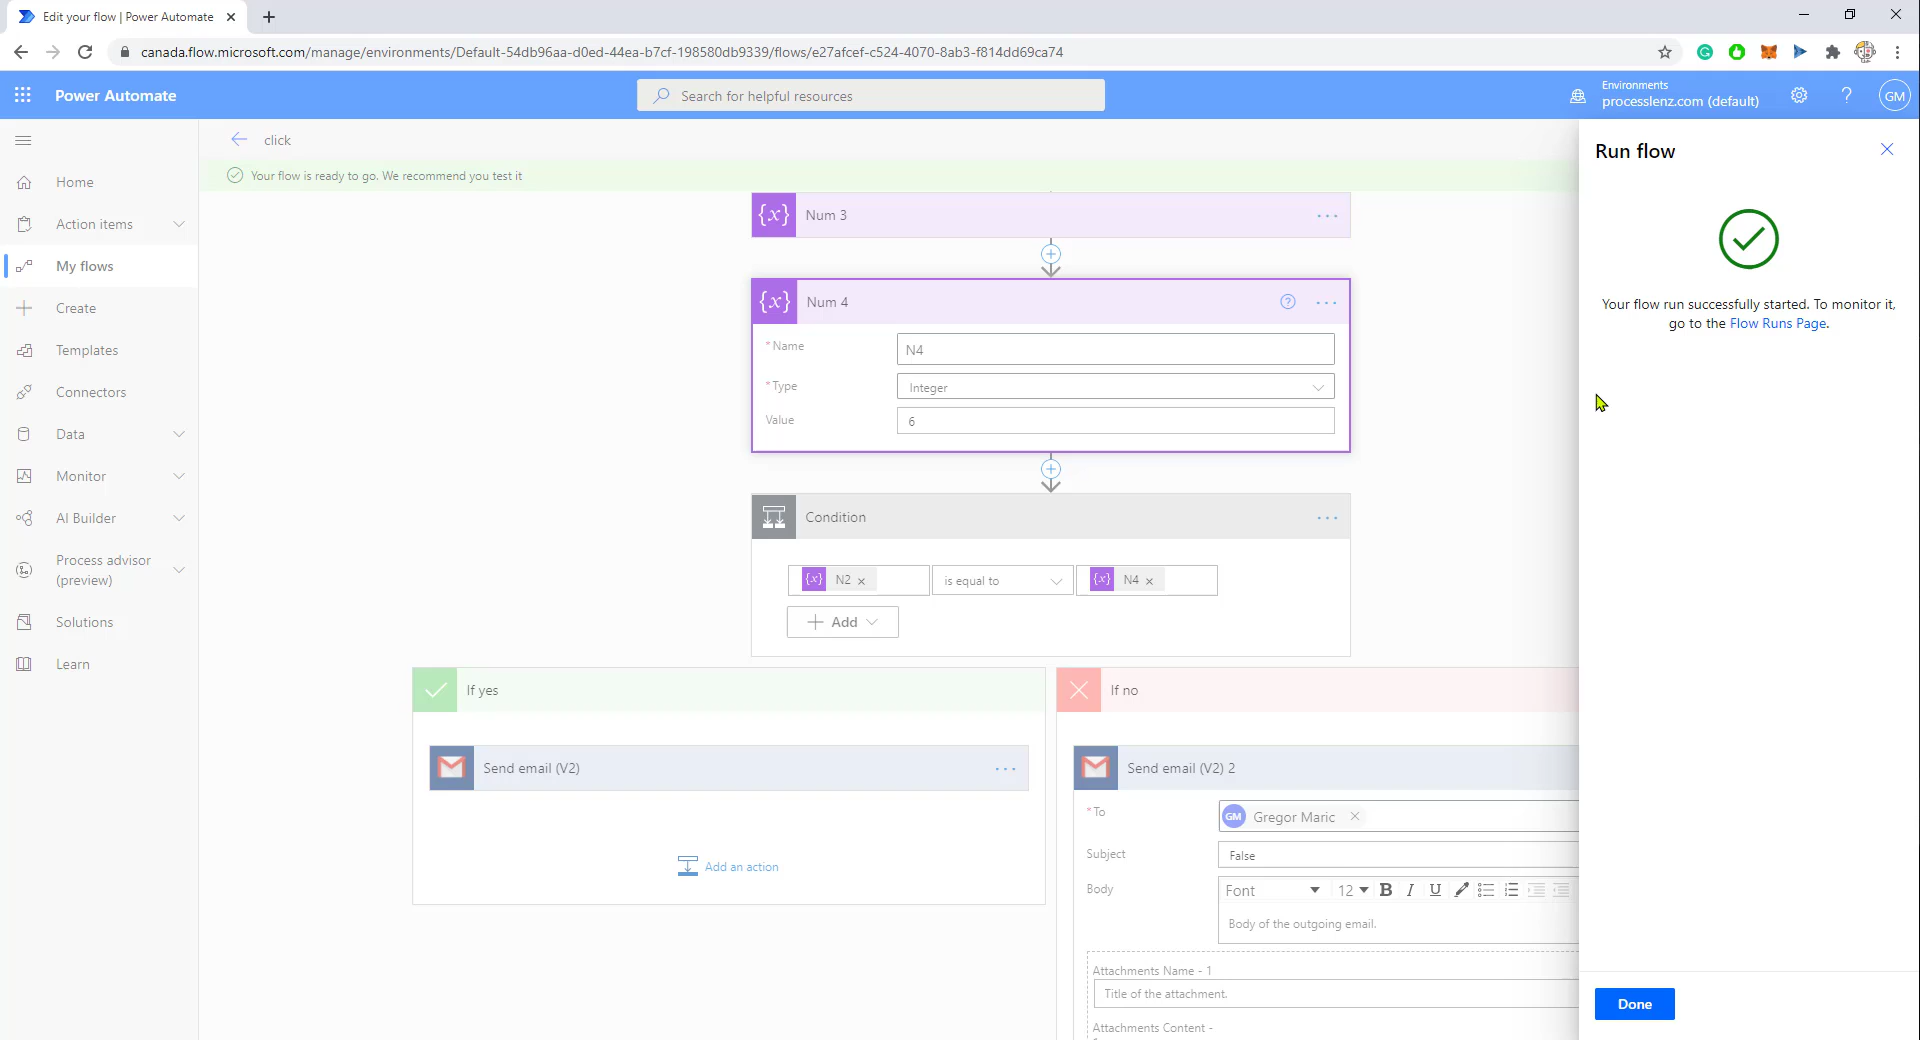 Edit your flow | Power Automate
canada.flow.microsoft.com/manage/environments/Default-54db96aa-d0ed-44ea-b7cf-198580db9339/flows/e27afcef-c524-4070-8ab3-f814dd69ca74
Power Automate
Search for helpful resources
Environments
processlenz.com (default)
?
GM
click
Your flow is ready to go. We recommend you test it
Home
Action items
My flows
Create
Templates
Connectors
Data
Monitor
AI Builder
Process advisor
(preview)
Solutions
Learn
{x} Num 3
{x} Num 4
* Name
N4
* Type
Integer
Value
6
Condition
{x} N2 ×
is equal to
{x} N4 ×
Add
If yes
Send email (V2)
Add an action
If no
Send email (V2) 2
* To
GM Gregor Maric
Subject
False
Body
Font
12
B I U
Body of the outgoing email.
Attachments Name - 1
Title of the attachment.
Attachments Content -
Run flow
Your flow run successfully started. To monitor it,
go to the Flow Runs Page.
Done